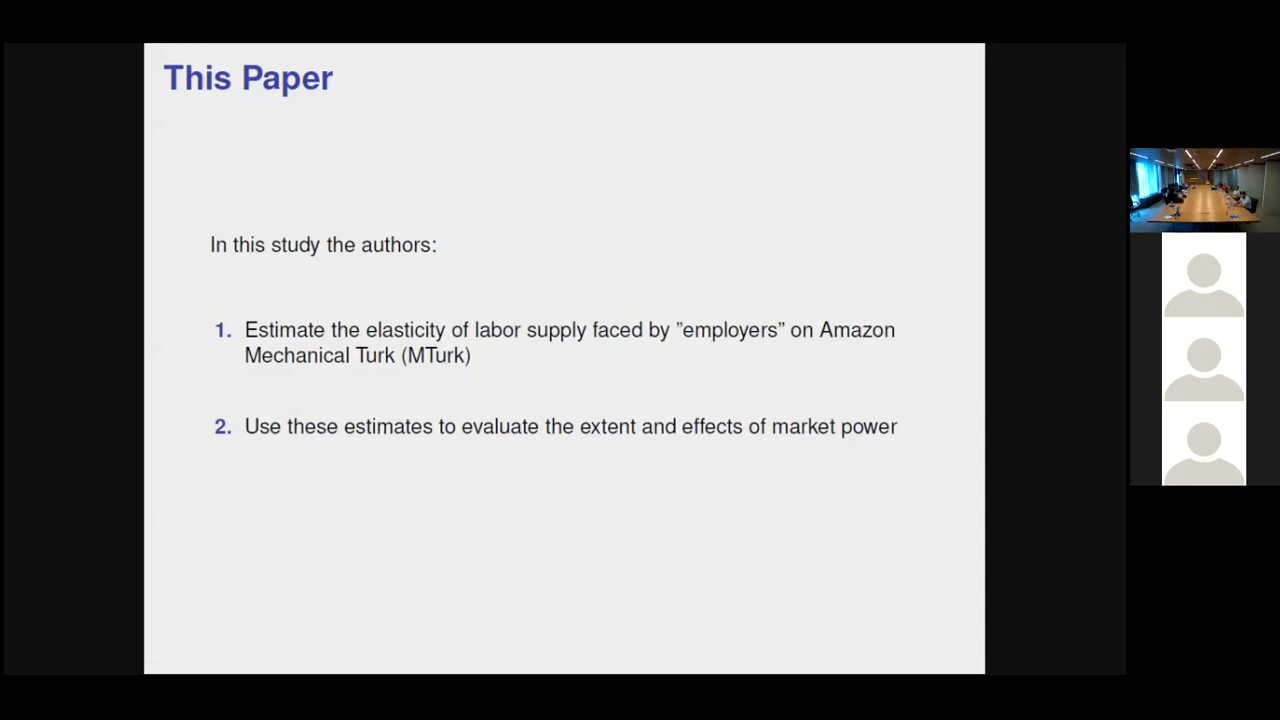 This Paper
In this study the authors:
1. Estimate the elasticity of labor supply faced by ”employers” on Amazon
Mechanical Turk (MTurk)
2. Use these estimates to evaluate the extent and effects of market power